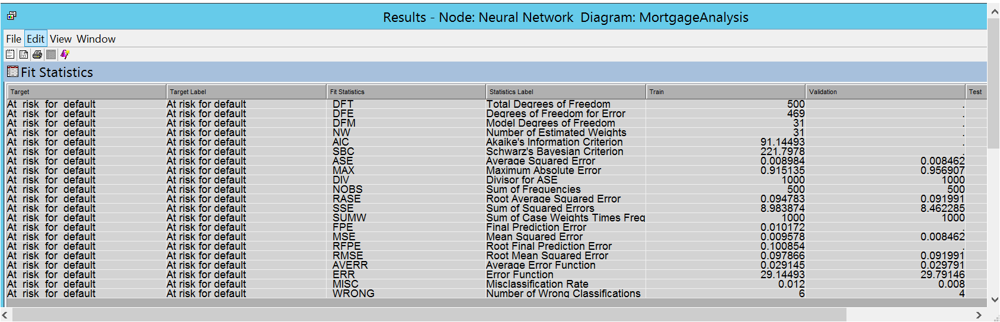 Results - Node: Neural Network Diagram: MortgageAnalysis
File Edit View Window
Fit Statistics
Target Target Label Fit Statistics Statistics Label Train Validation Test
At risk for default At risk for default DFT Total Degrees of Freedom 500 .
At risk for default At risk for default DFE Degrees of Freedom for Error 469 .
At risk for default At risk for default DFM Model Degrees of Freedom 31 .
At risk for default At risk for default NW Number of Estimated Weights 31 .
At risk for default At risk for default AIC Akaike's Information Criterion 91.14493 .
At risk for default At risk for default SBC Schwarz's Bayesian Criterion 221.7978 .
At risk for default At risk for default ASE Average Squared Error 0.008984 0.008462
At risk for default At risk for default MAX Maximum Absolute Error 0.915135 0.956907
At risk for default At risk for default DIV Divisor for ASE 1000 1000
At risk for default At risk for default NOBS Sum of Frequencies 500 500
At risk for default At risk for default RASE Root Average Squared Error 0.094783 0.091991
At risk for default At risk for default SSE Sum of Squared Errors 8.983874 8.462285
At risk for default At risk for default SUMW Sum of Case Weights Times Freq 1000 1000
At risk for default At risk for default FPE Final Prediction Error 0.010172 .
At risk for default At risk for default MSE Mean Squared Error 0.009578 0.008462
At risk for default At risk for default RFPE Root Final Prediction Error 0.100854 .
At risk for default At risk for default RMSE Root Mean Squared Error 0.097866 0.091991
At risk for default At risk for default AVERR Average Error Function 0.029145 0.029791
At risk for default At risk for default ERR Error Function 29.14493 29.79146
At risk for default At risk for default MISC Misclassification Rate 0.012 0.008
At risk for default At risk for default WRONG Number of Wrong Classifications 6 4